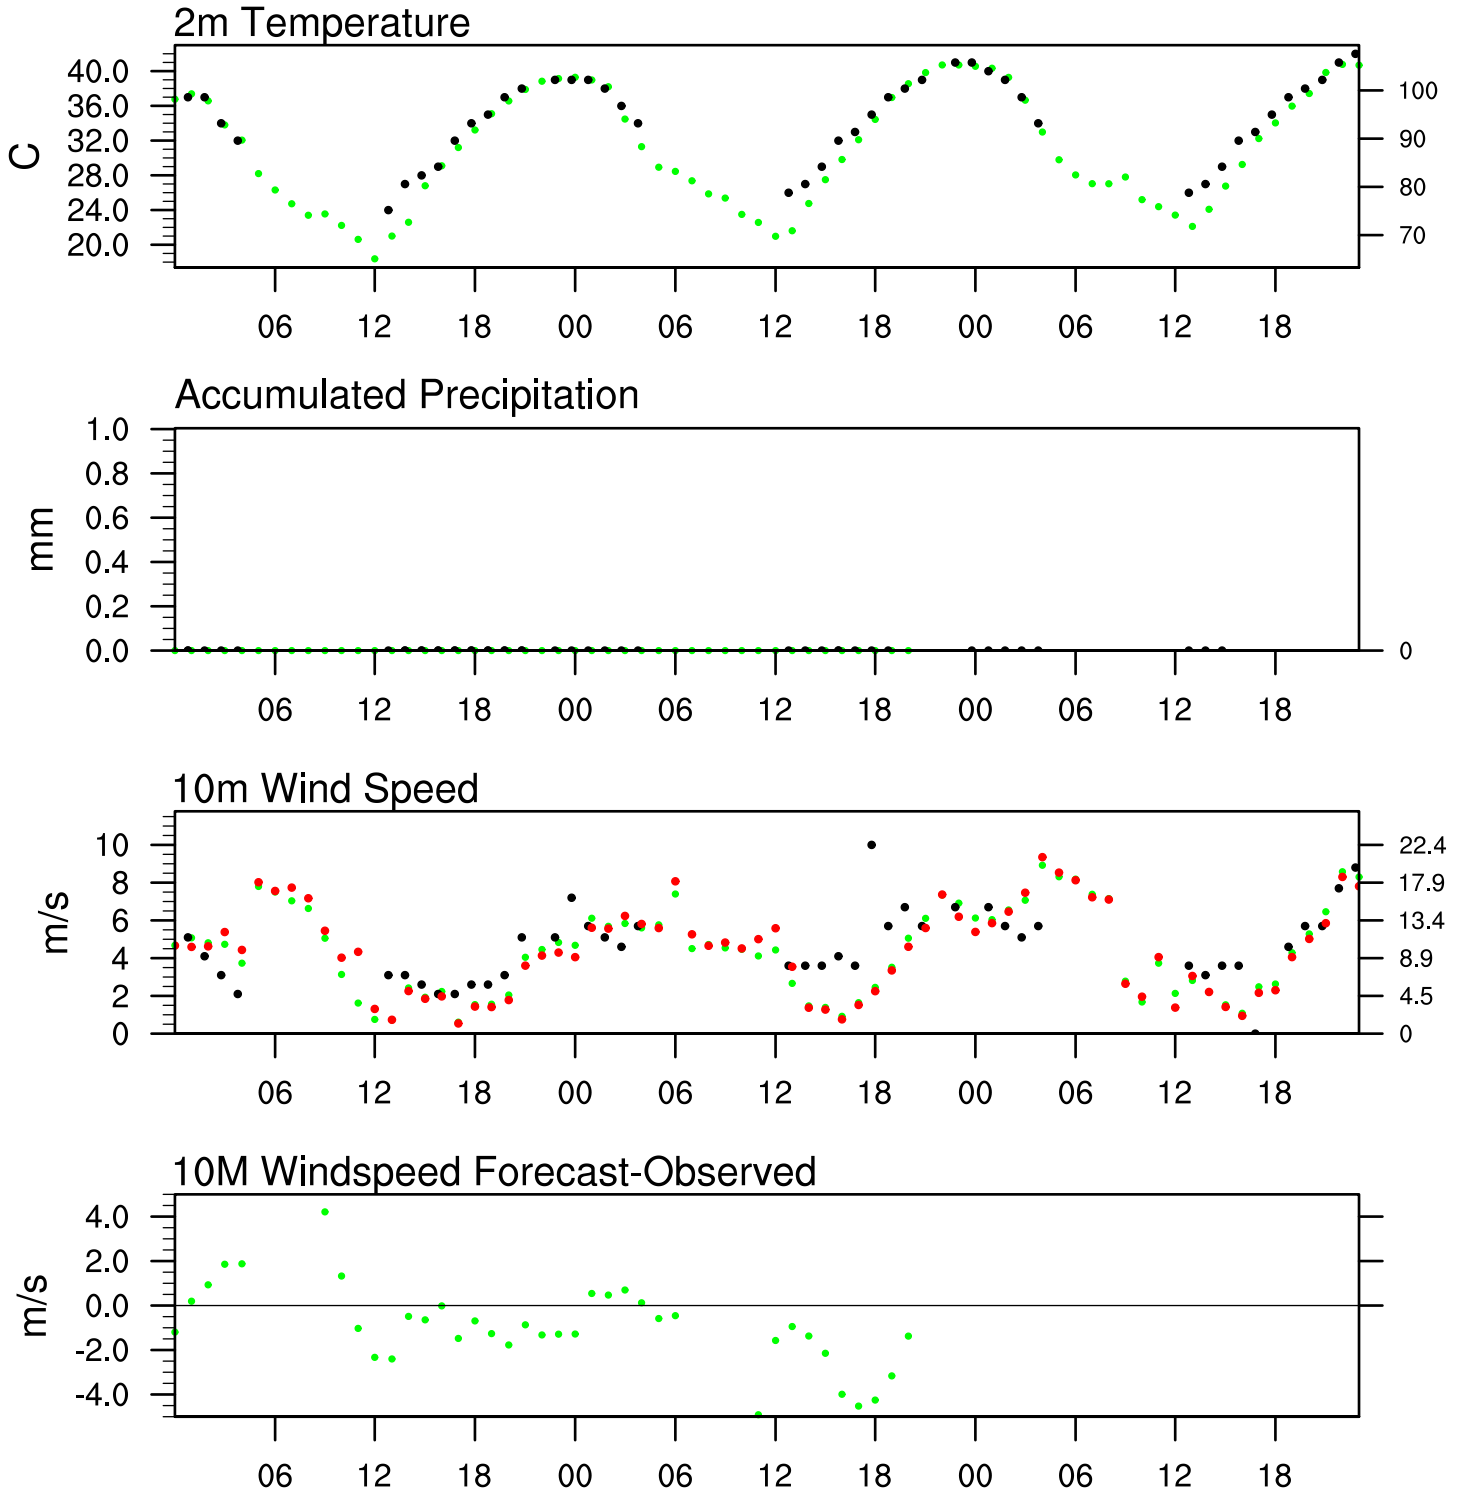 2m Temperature
40.0
36.0
32.0
28.0
24.0
20.0
C
100
90
80
70
06 12 18 00 06 12 18 00 06 12 18
Accumulated Precipitation
1.0
0.8
0.6
0.4
0.2
0.0
mm
0
06 12 18 00 06 12 18 00 06 12 18
10m Wind Speed
10
8
6
4
2
0
m/s
22.4
17.9
13.4
8.9
4.5
0
06 12 18 00 06 12 18 00 06 12 18
10M Windspeed Forecast-Observed
4.0
2.0
0.0
-2.0
-4.0
m/s
06 12 18 00 06 12 18 00 06 12 18